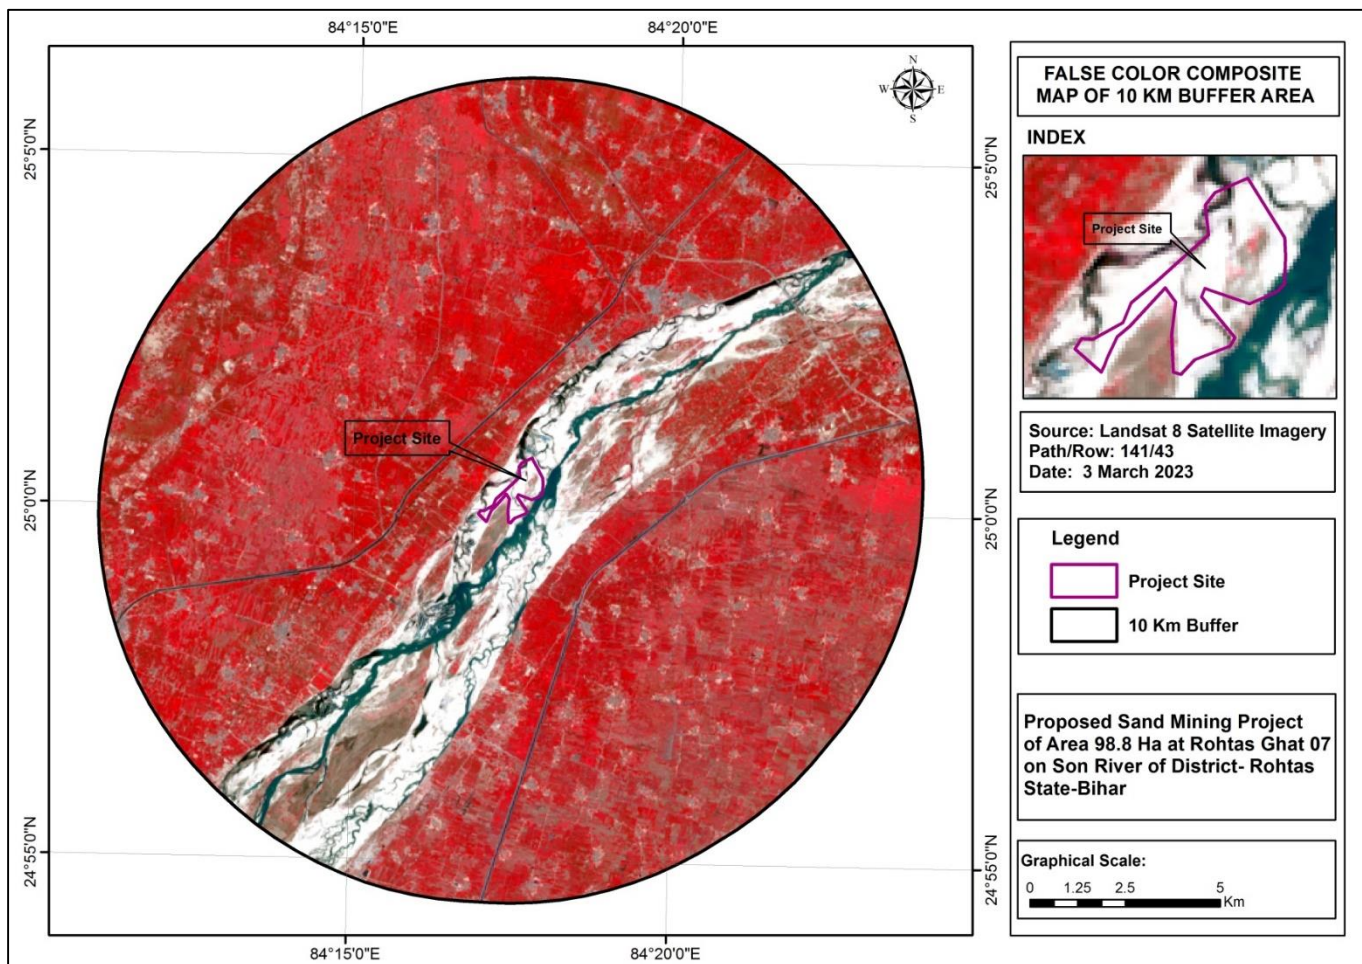 84°15'0"E
84°20'0"E
N
W
E
S
25°5'0"N
25°5'0"N
Project Site
25°0'0"N
25°0'0"N
24°55'0"N
24°55'0"N
84°15'0"E
84°20'0"E
FALSE COLOR COMPOSITE
MAP OF 10 KM BUFFER AREA
INDEX
Project Site
Source: Landsat 8 Satellite Imagery
Path/Row: 141/43
Date: 3 March 2023
Legend
Project Site
10 Km Buffer
Proposed Sand Mining Project
of Area 98.8 Ha at Rohtas Ghat 07
on Son River of District- Rohtas
State-Bihar
Graphical Scale:
0 1.25 2.5 5
Km